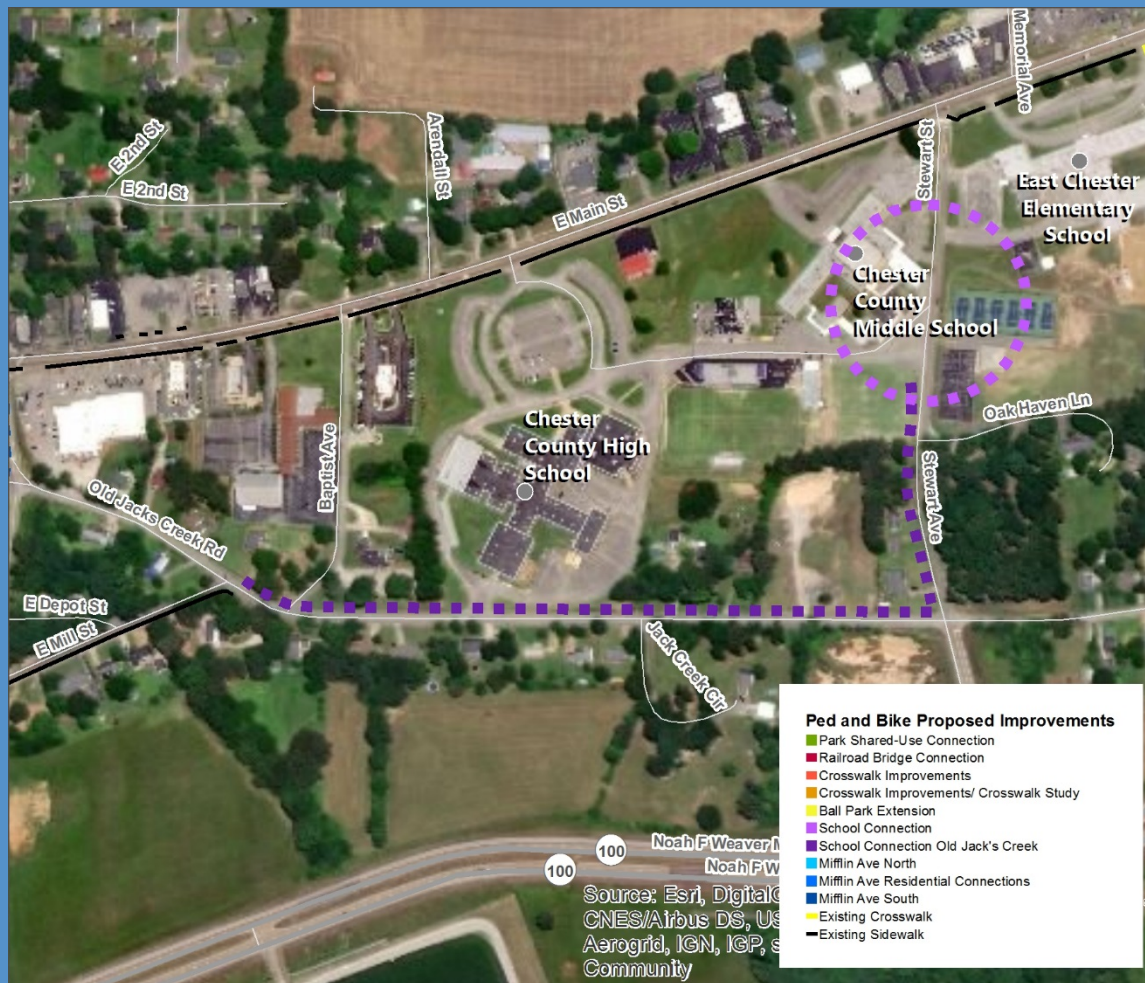 Memorial Ave
E 2nd St
E 2nd St
Arendall St
Stewart St
East Chester
Elementary
School
E Main St
Chester
County
Middle School
Oak Haven Ln
Chester
County High
School
Baptist Ave
Stewart Ave
Old Jacks Creek Rd
E Depot St
E Mill St
Jack Creek Cir
Ped and Bike Proposed Improvements
Park Shared-Use Connection
Railroad Bridge Connection
Crosswalk Improvements
Crosswalk Improvements/ Crosswalk Study
Ball Park Extension
School Connection
School Connection Old Jack's Creek
Mifflin Ave North
Mifflin Ave Residential Connections
Mifflin Ave South
Existing Crosswalk
Existing Sidewalk
Noah F Weaver M
100
Noah F W
100
Source: Esri, DigitalG
CNES/Airbus DS, US
Aerogrid, IGN, IGP, s
Community